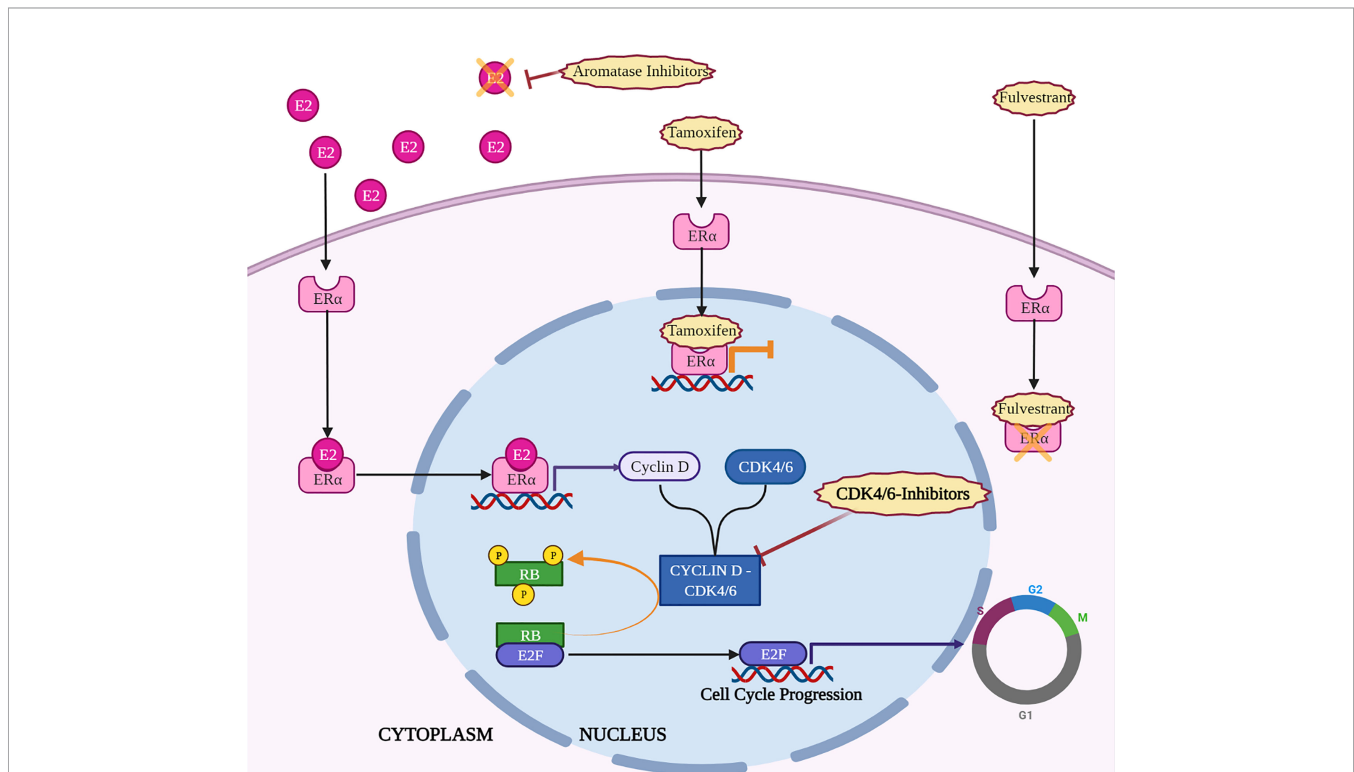 E2
Aromatase Inhibitors
E2
Fulvestrant
Tamoxifen
E2
E2
E2
E2
ERα
ERα
ERα
Tamoxifen
ERα
Fulvestrant
ERα
E2
ERα
E2
ERα
Cyclin D
CDK4/6
CDK4/6-Inhibitors
P
P
RB
P
CYCLIN D -
CDK4/6
RB
E2F
E2F
Cell Cycle Progression
G2
S
M
G1
CYTOPLASM
NUCLEUS